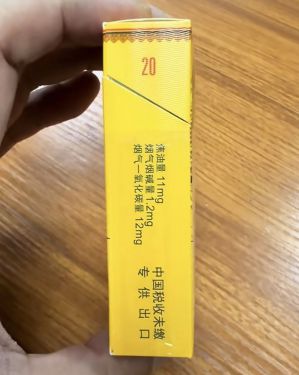 20
焦油量 11mg
烟气烟碱量 1.2mg
烟气一氧化碳量 12mg
中国税收未缴
专供出口